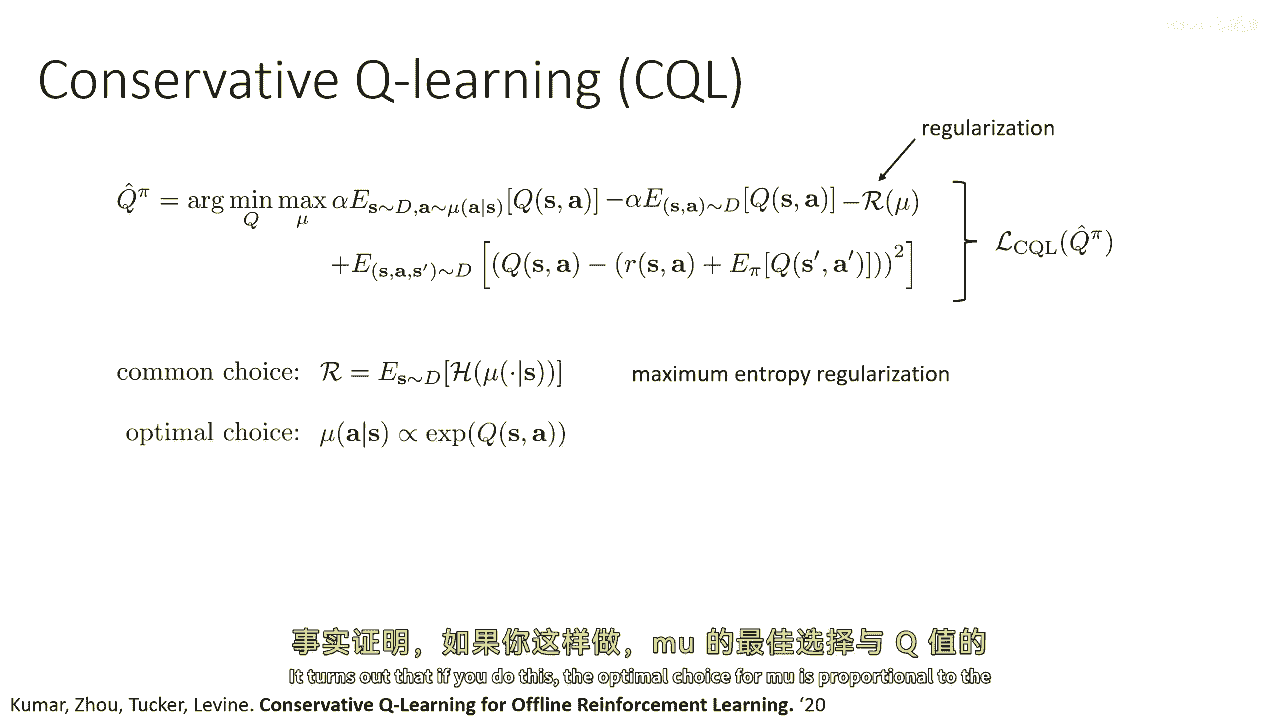 Conservative Q-learning (CQL)
regularization
$\hat{Q}^\pi = \arg\min_Q \max_\mu \alpha E_{\mathbf{s}\sim D, \mathbf{a}\sim\mu(\mathbf{a}|\mathbf{s})}[Q(\mathbf{s},\mathbf{a})] - \alpha E_{(\mathbf{s},\mathbf{a})\sim D}[Q(\mathbf{s},\mathbf{a})] - \mathcal{R}(\mu)$
$+E_{(\mathbf{s},\mathbf{a},\mathbf{s}')\sim D}\left[(Q(\mathbf{s},\mathbf{a}) - (r(\mathbf{s},\mathbf{a}) + E_\pi[Q(\mathbf{s}',\mathbf{a}')]))^2\right]$
$\mathcal{L}_{\mathrm{CQL}}(\hat{Q}^\pi)$
common choice: $\mathcal{R} = E_{\mathbf{s}\sim D}[\mathcal{H}(\mu(\cdot|\mathbf{s}))]$ maximum entropy regularization
optimal choice: $\mu(\mathbf{a}|\mathbf{s}) \propto \exp(Q(\mathbf{s},\mathbf{a}))$
事实证明，如果你这样做，mu 的最佳选择与 Q 值的
It turns out that if you do this, the optimal choice for mu is proportional to the
Kumar, Zhou, Tucker, Levine. Conservative Q-Learning for Offline Reinforcement Learning. ‘20